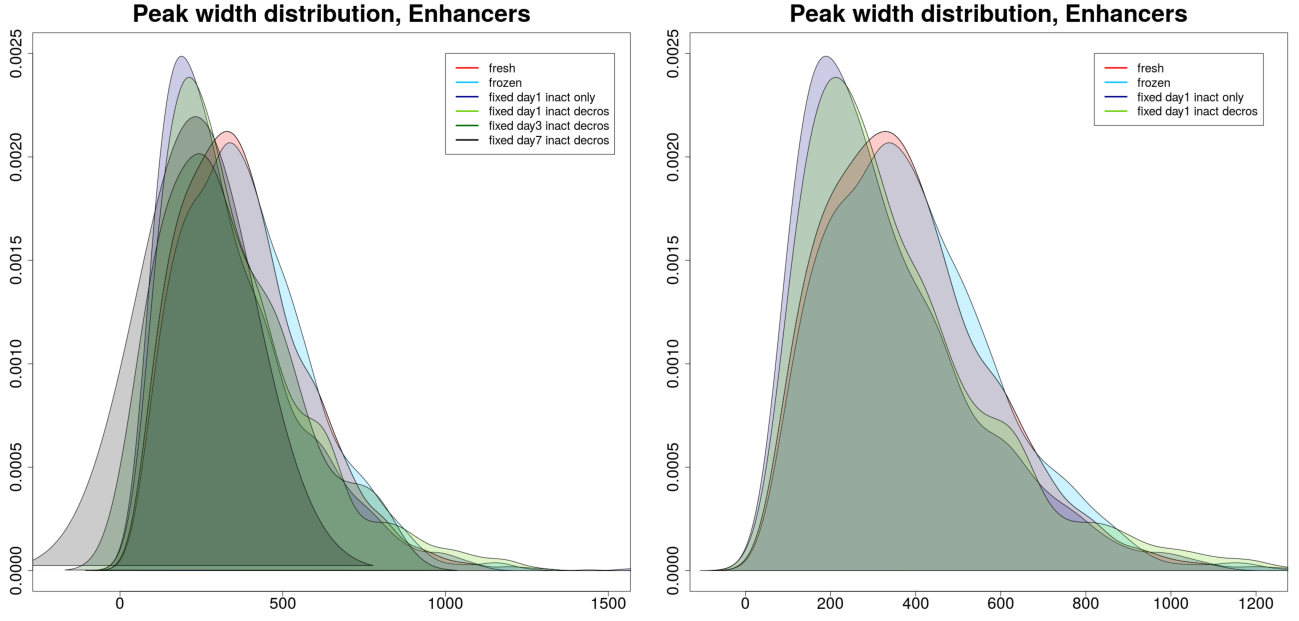 Peak width distribution, Enhancers
0.0025
0.0020
0.0015
0.0010
0.0005
0.0000
fresh
frozen
fixed day1 inact only
fixed day1 inact decros
fixed day3 inact decros
fixed day7 inact decros
0 500 1000 1500
Peak width distribution, Enhancers
0.0025
0.0020
0.0015
0.0010
0.0005
0.0000
fresh
frozen
fixed day1 inact only
fixed day1 inact decros
0 200 400 600 800 1000 1200